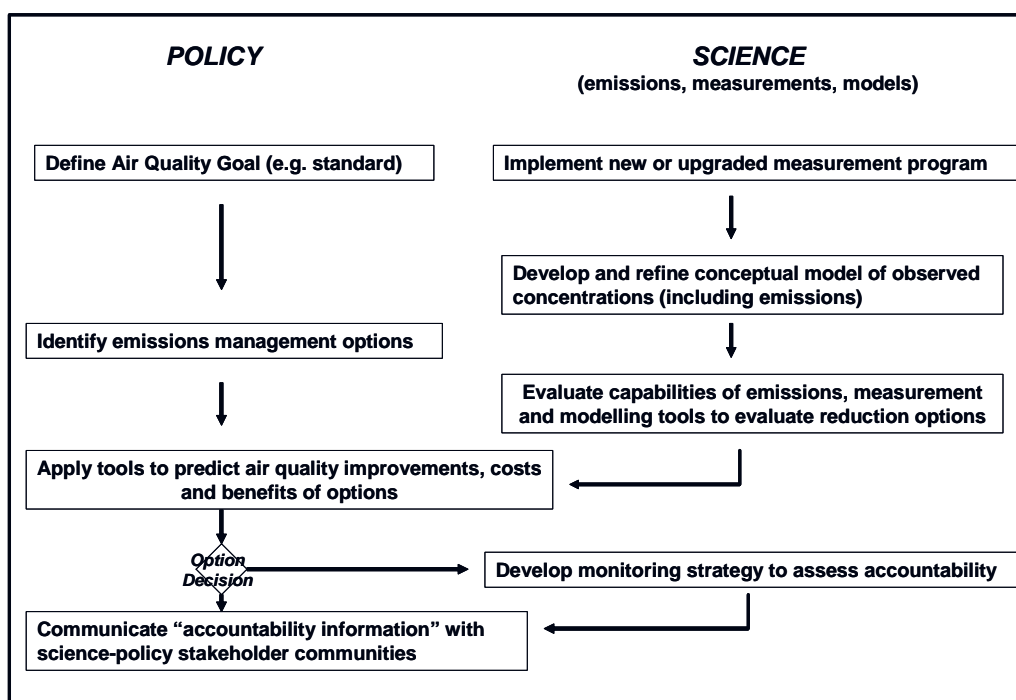 POLICY
SCIENCE
(emissions, measurements, models)
Define Air Quality Goal (e.g. standard)
Implement new or upgraded measurement program
Develop and refine conceptual model of observed
concentrations (including emissions)
Identify emissions management options
Evaluate capabilities of emissions, measurement
and modelling tools to evaluate reduction options
Apply tools to predict air quality improvements, costs
and benefits of options
Option
Decision
Develop monitoring strategy to assess accountability
Communicate “accountability information” with
science-policy stakeholder communities